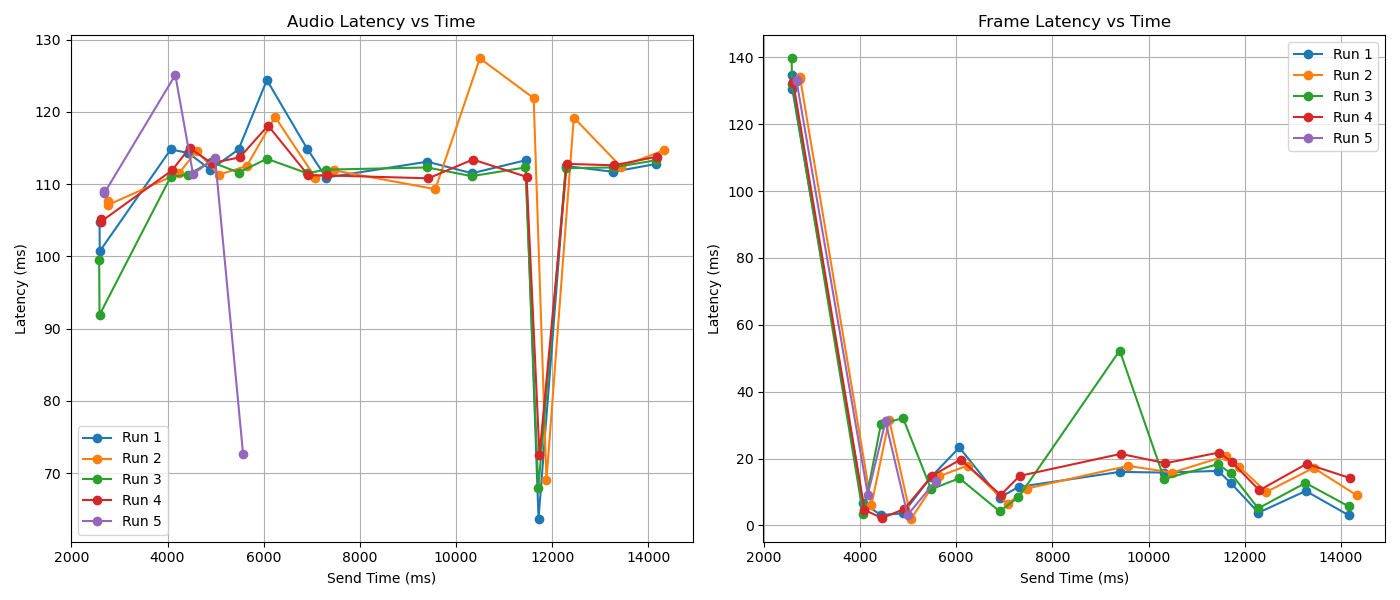 Audio Latency vs Time
130
120
110
100
90
80
70
Latency (ms)
Run 1
Run 2
Run 3
Run 4
Run 5
2000 4000 6000 8000 10000 12000 14000
Send Time (ms)
Frame Latency vs Time
140
120
100
80
60
40
20
0
Latency (ms)
Run 1
Run 2
Run 3
Run 4
Run 5
2000 4000 6000 8000 10000 12000 14000
Send Time (ms)